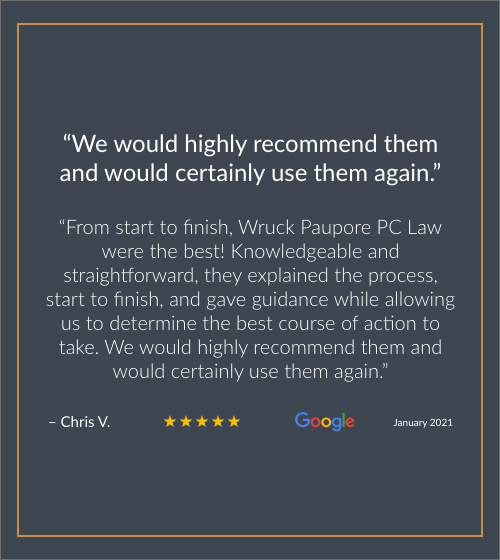 “We would highly recommend them
and would certainly use them again.”
“From start to finish, Wruck Paupore PC Law
were the best! Knowledgeable and
straightforward, they explained the process,
start to finish, and gave guidance while allowing
us to determine the best course of action to
take. We would highly recommend them and
would certainly use them again.”
– Chris V. ★★★★★ Google January 2021